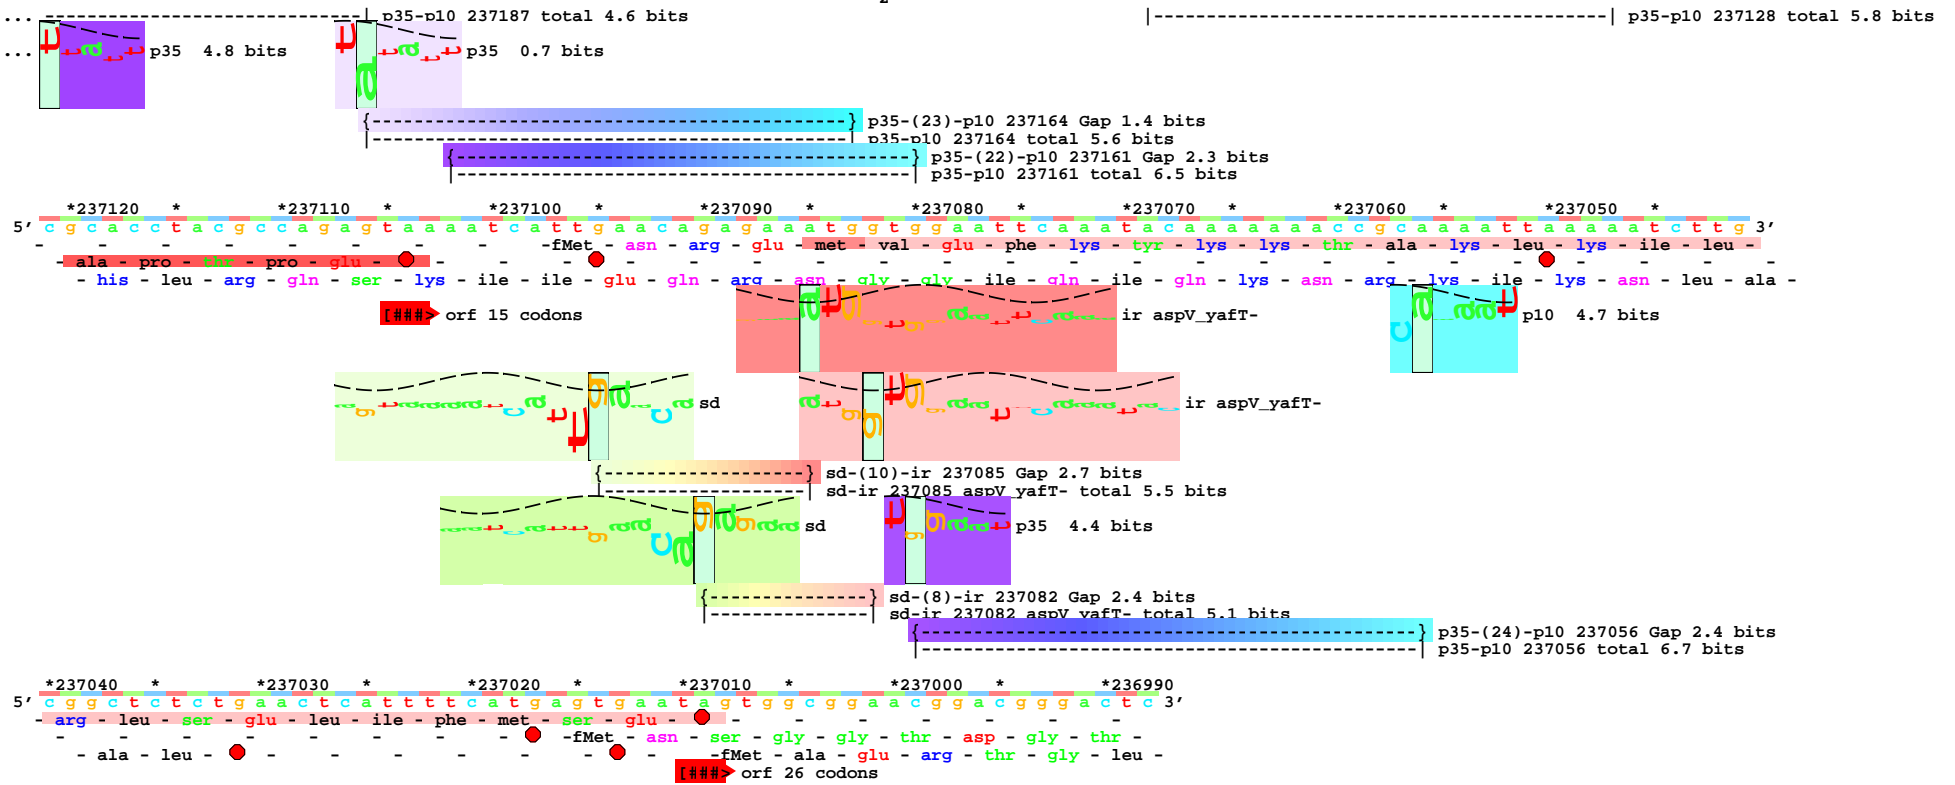 2
... |---------------------------------| p35-p10 237187 total 4.6 bits |-------------------------------------------| p35-p10 237128 total 5.8 bits
... p35 4.8 bits p35 0.7 bits
{---------------------------------------------} p35-(23)-p10 237164 Gap 1.4 bits
|---------------------------------------------| p35-p10 237164 total 5.6 bits
{-------------------------------------------} p35-(22)-p10 237161 Gap 2.3 bits
|-------------------------------------------| p35-p10 237161 total 6.5 bits
*237120 * *237110 * *237100 * *237090 * *237080 * *237070 * *237060 * *237050 *
5' c g c a c c t a c g c c a g a g t a a a a t c a t t g a a c a g a g a a a t g g t g g a a t t c a a a t a c a a a a a a a c c g c a a a a t t a a a a a t c t t g 3'
- - - - - - - - -fMet - asn - arg - glu - met - val - glu - phe - lys - tyr - lys - lys - thr - ala - lys - leu - lys - ile - leu -
- ala - pro - thr - pro - glu -
- his - leu - arg - gln - ser - lys - ile - ile - glu - gln - arg - asn - gly - gly - ile - gln - ile - gln - lys - asn - arg - lys - ile - lys - asn - leu - ala -
[###> orf 15 codons
ir aspV_yafT-
p10 4.7 bits
sd
ir aspV_yafT-
{-------------------} sd-(10)-ir 237085 Gap 2.7 bits
|-------------------| sd-ir 237085 aspV_yafT- total 5.5 bits
sd
p35 4.4 bits
{---------------} sd-(8)-ir 237082 Gap 2.4 bits
|---------------| sd-ir 237082 aspV_yafT- total 5.1 bits
{-----------------------------------------------} p35-(24)-p10 237056 Gap 2.4 bits
|-----------------------------------------------| p35-p10 237056 total 6.7 bits
*237040 * *237030 * *237020 * *237010 * *237000 * *236990
5' c g g c t c t c t g a a c t c a t t t t c a t g a g t g a a t a g t g g c g g a a c g g a c g g g a c t c 3'
- arg - leu - ser - glu - leu - ile - phe - met - ser - glu -
- - - - - - - - -fMet - asn - ser - gly - gly - thr - asp - gly - thr -
- ala - leu - - - - - - - -fMet - ala - glu - arg - thr - gly - leu -
[###> orf 26 codons